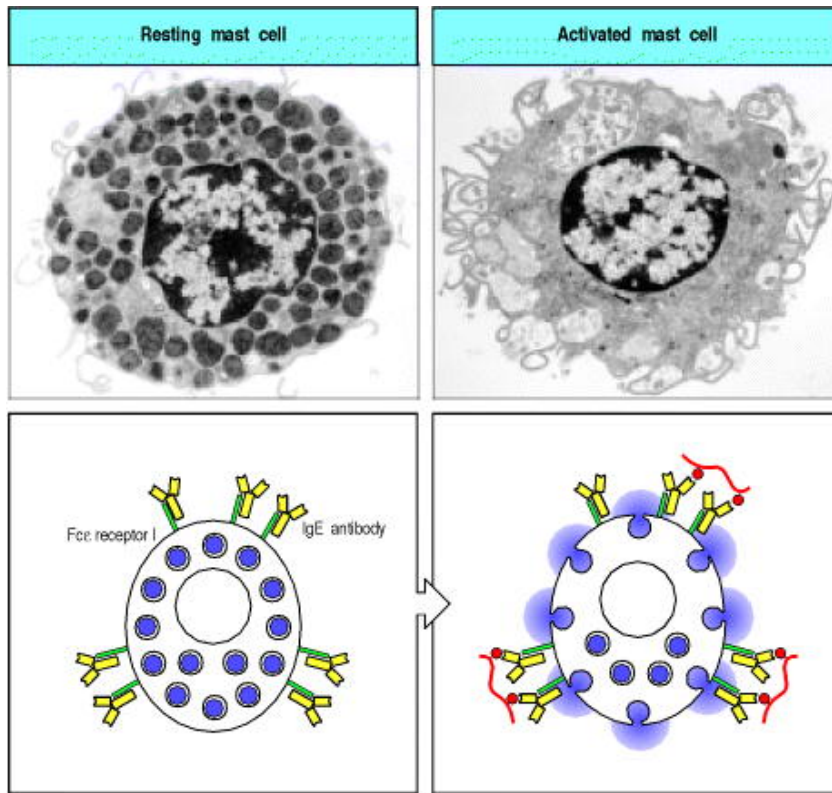 Resting mast cell
Activated mast cell
Fcε receptor I
IgE antibody